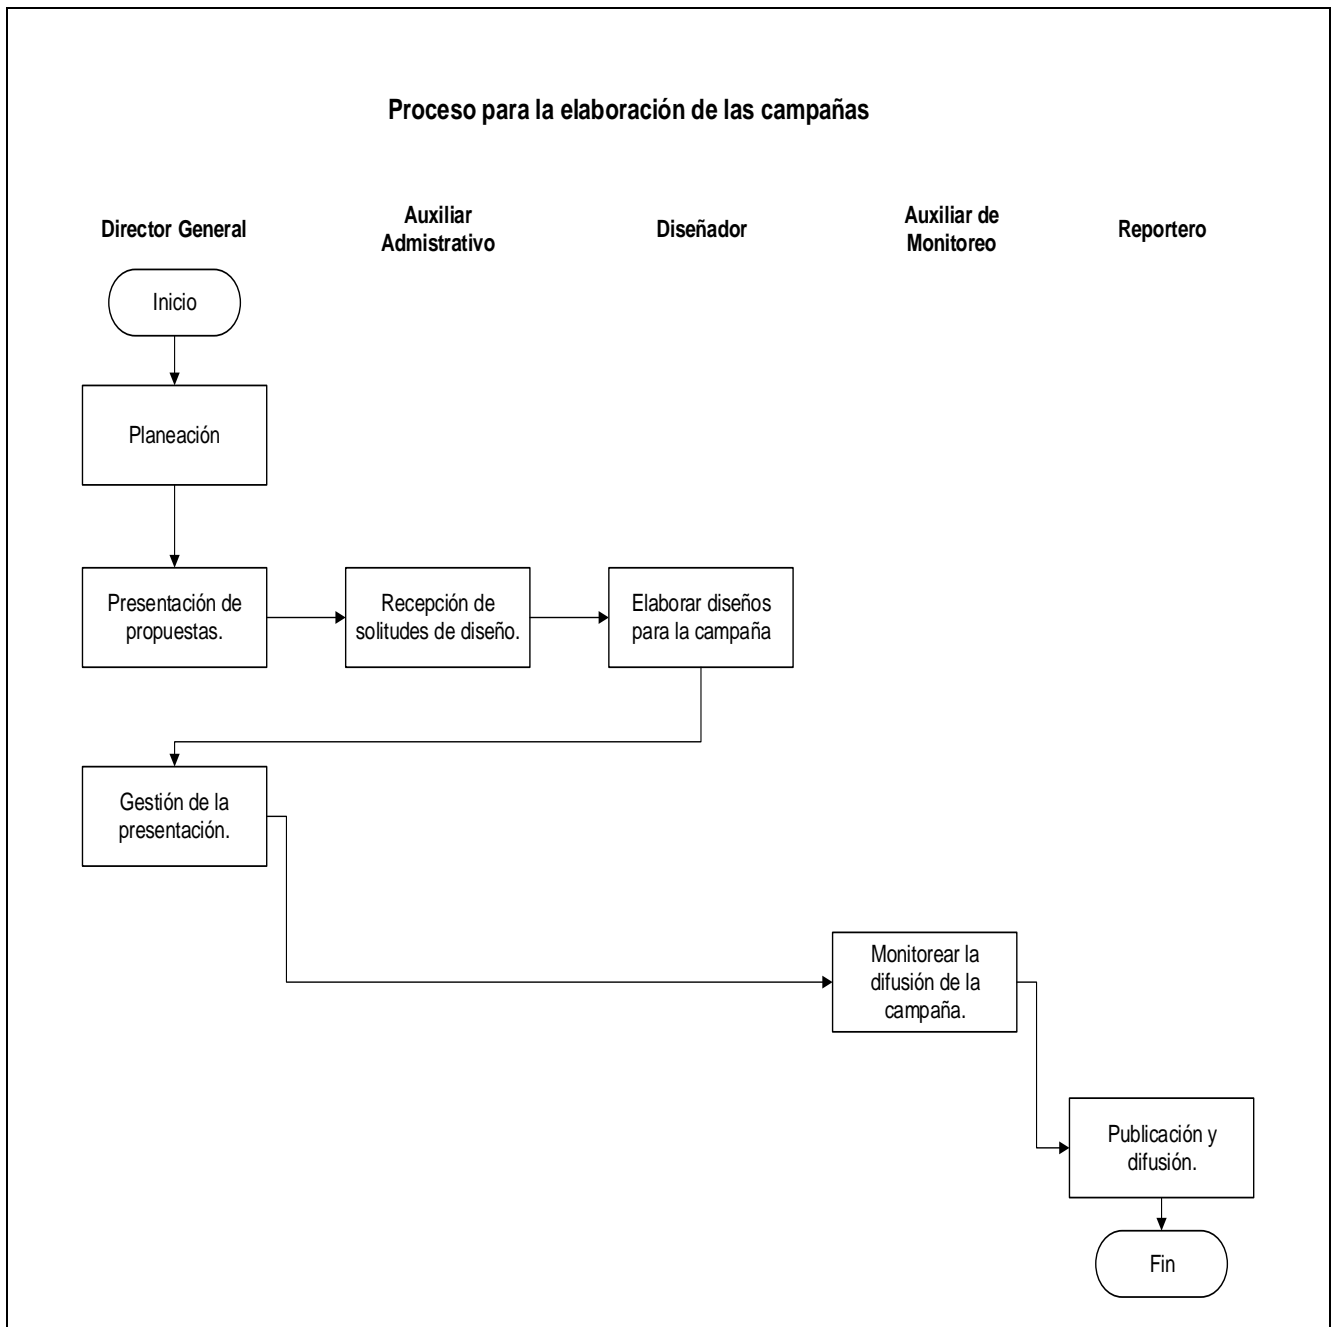 Proceso para la elaboración de las campañas
Director General
Auxiliar
Admistrativo
Diseñador
Auxiliar de
Monitoreo
Reportero
Inicio
Planeación
Presentación de
propuestas.
Recepción de
solitudes de diseño.
Elaborar diseños
para la campaña
Gestión de la
presentación.
Monitorear la
difusión de la
campaña.
Publicación y
difusión.
Fin